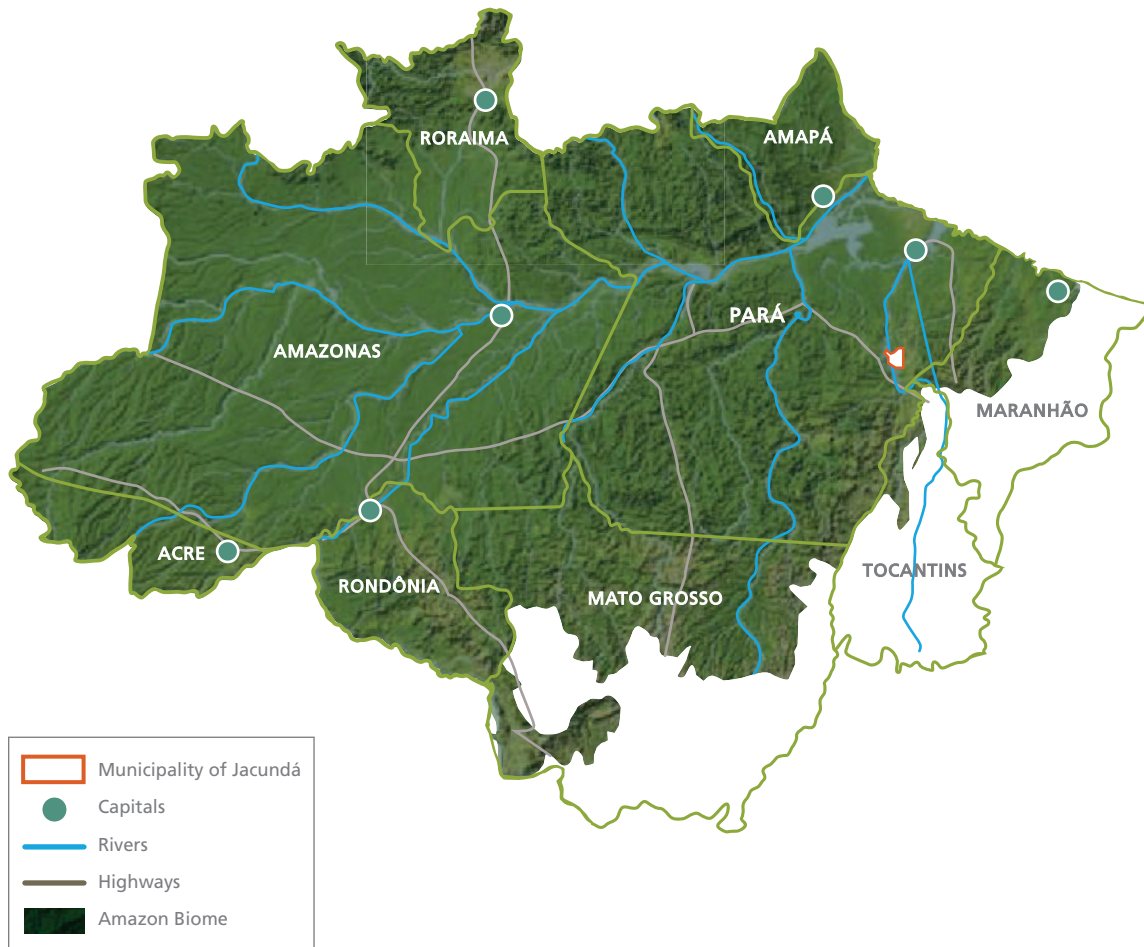 RORAIMA
AMAPÁ
PARÁ
AMAZONAS
MARANHÃO
ACRE
RONDÔNIA
MATO GROSSO
TOCANTINS
Municipality of Jacundá
Capitals
Rivers
Highways
Amazon Biome